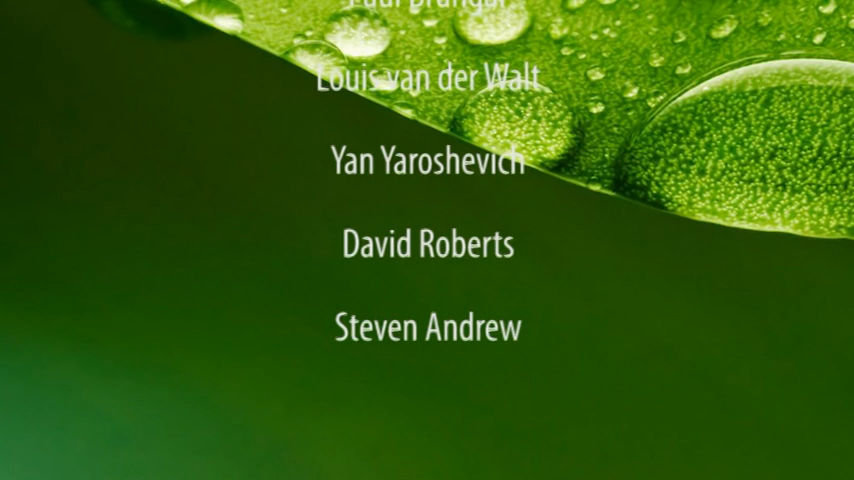 Louis van der Walt
Yan Yaroshevich
David Roberts
Steven Andrew